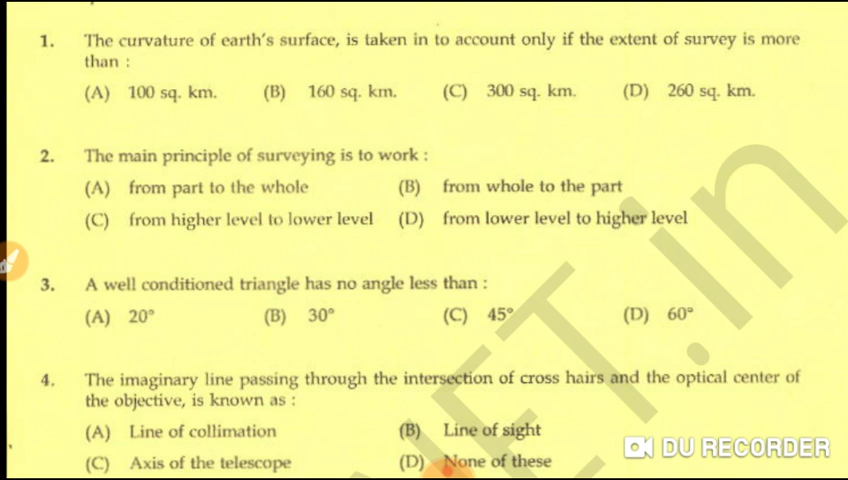 1. The curvature of earth's surface, is taken in to account only if the extent of survey is more
than :
(A) 100 sq. km. (B) 160 sq. km. (C) 300 sq. km. (D) 260 sq. km.
2. The main principle of surveying is to work :
(A) from part to the whole (B) from whole to the part
(C) from higher level to lower level (D) from lower level to higher level
3. A well conditioned triangle has no angle less than :
(A) 20° (B) 30° (C) 45° (D) 60°
4. The imaginary line passing through the intersection of cross hairs and the optical center of
the objective, is known as :
(A) Line of collimation (B) Line of sight
(C) Axis of the telescope (D) None of these
DU RECORDER